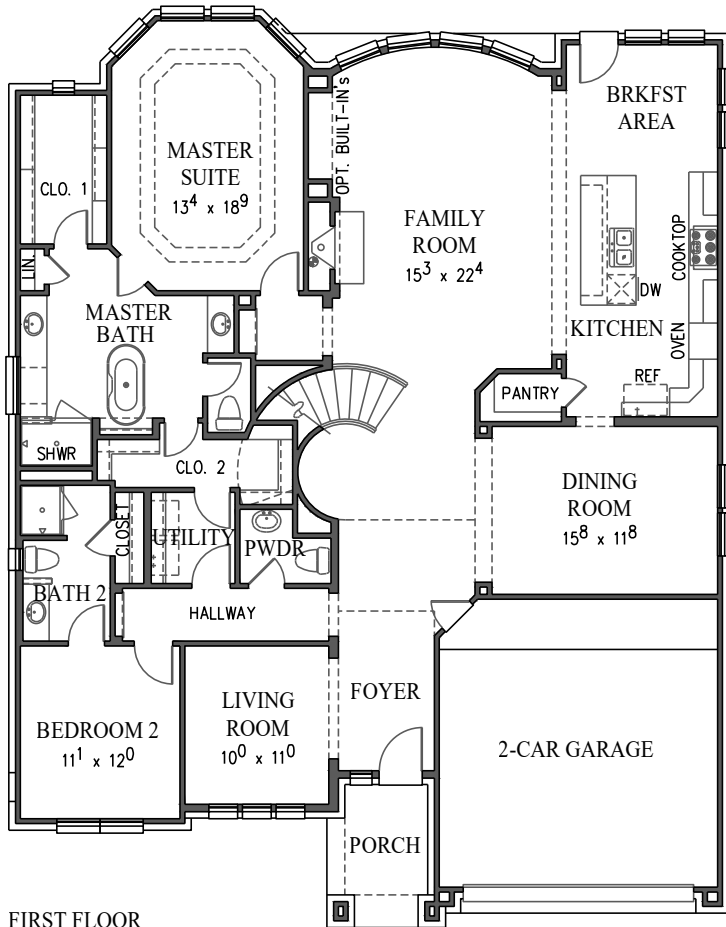 BRKFST
AREA
OPT. BUILT-IN's
MASTER
SUITE
13⁴ x 18⁹
CLO. 1
FAMILY
ROOM
15³ x 22⁴
COOKTOP
LIN.
DW
MASTER
BATH
KITCHEN
OVEN
REF
PANTRY
SHWR
CLO. 2
DINING
ROOM
15⁸ x 11⁸
CLOSET
UTILITY
PWDR
BATH 2
HALLWAY
FOYER
LIVING
ROOM
10⁰ x 11⁰
BEDROOM 2
11¹ x 12⁰
2-CAR GARAGE
PORCH
FIRST FLOOR